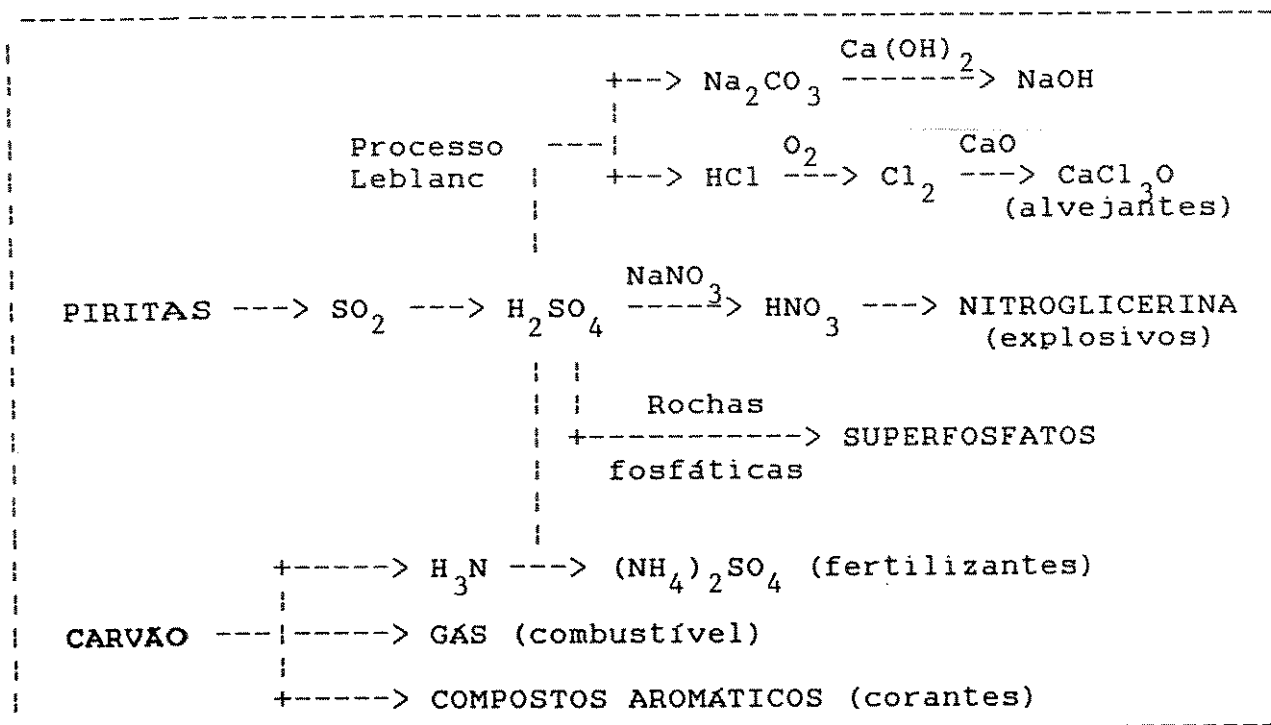 Ca(OH)2
+--> Na2CO3 -------> NaOH
Processo ---
Leblanc
O2 CaO
+--> HCl ---> Cl2 ---> CaCl3O
(alvejantes)
NaNO3
PIRITAS ---> SO2 ---> H2SO4 -----> HNO3 ---> NITROGLICERINA
(explosivos)
Rochas
+-----------> SUPERFOSFATOS
fosfáticas
+-----> H3N ---> (NH4)2SO4 (fertilizantes)
CARVÃO ---|-----> GÁS (combustível)
+-----> COMPOSTOS AROMÁTICOS (corantes)